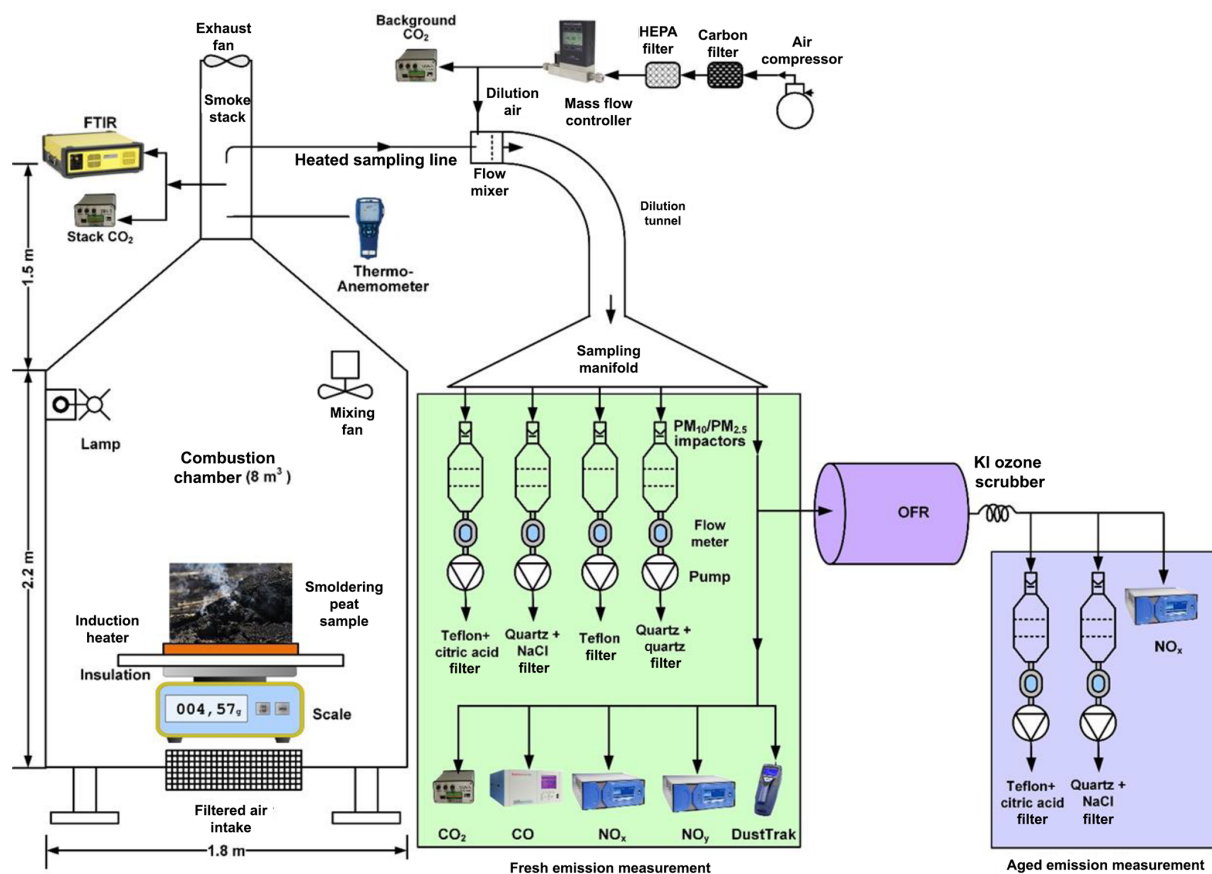 Exhaust
fan
Smoke
stack
FTIR
Stack CO₂
Thermo-
Anemometer
Heated sampling line
Background
CO₂
Dilution
air
Mass flow
controller
HEPA
filter
Carbon
filter
Air
compressor
Flow
mixer
Dilution
tunnel
1.5 m
2.2 m
1.8 m
Lamp
Mixing
fan
Combustion
chamber (8 m³)
Smoldering
peat
sample
Induction
heater
Insulation
004,57g
Scale
Filtered air
intake
Sampling
manifold
PM₁₀/PM₂.₅
impactors
Flow
meter
Pump
Teflon+
citric acid
filter
Quartz +
NaCl
filter
Teflon
filter
Quartz +
quartz
filter
CO₂
CO
NOₓ
NOy
DustTrak
Fresh emission measurement
OFR
KI ozone
scrubber
NOₓ
Teflon+
citric acid
filter
Quartz +
NaCl
filter
Aged emission measurement